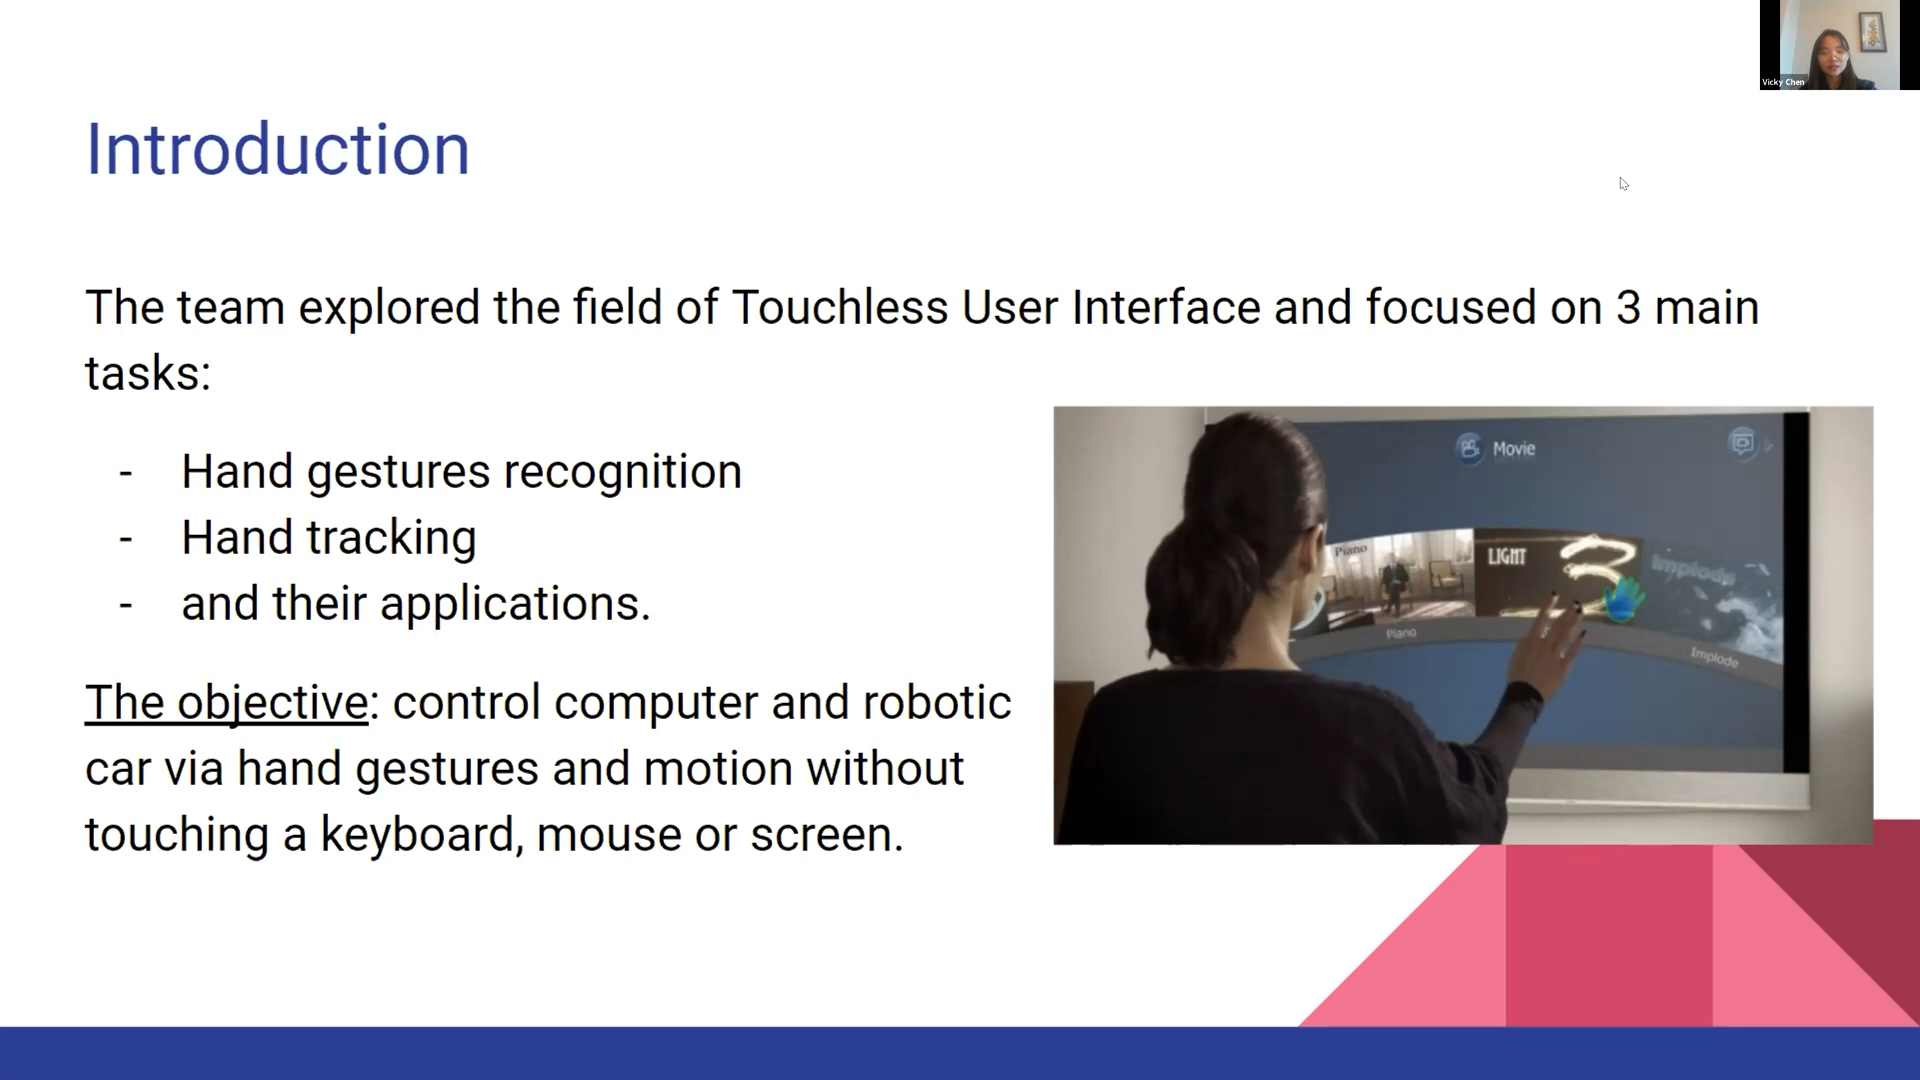 Vicky Chen
Introduction
The team explored the field of Touchless User Interface and focused on 3 main
tasks:
- Hand gestures recognition
- Hand tracking
- and their applications.
The objective: control computer and robotic
car via hand gestures and motion without
touching a keyboard, mouse or screen.
Movie
Piano
LIGHT
Implode
Piano
Implode